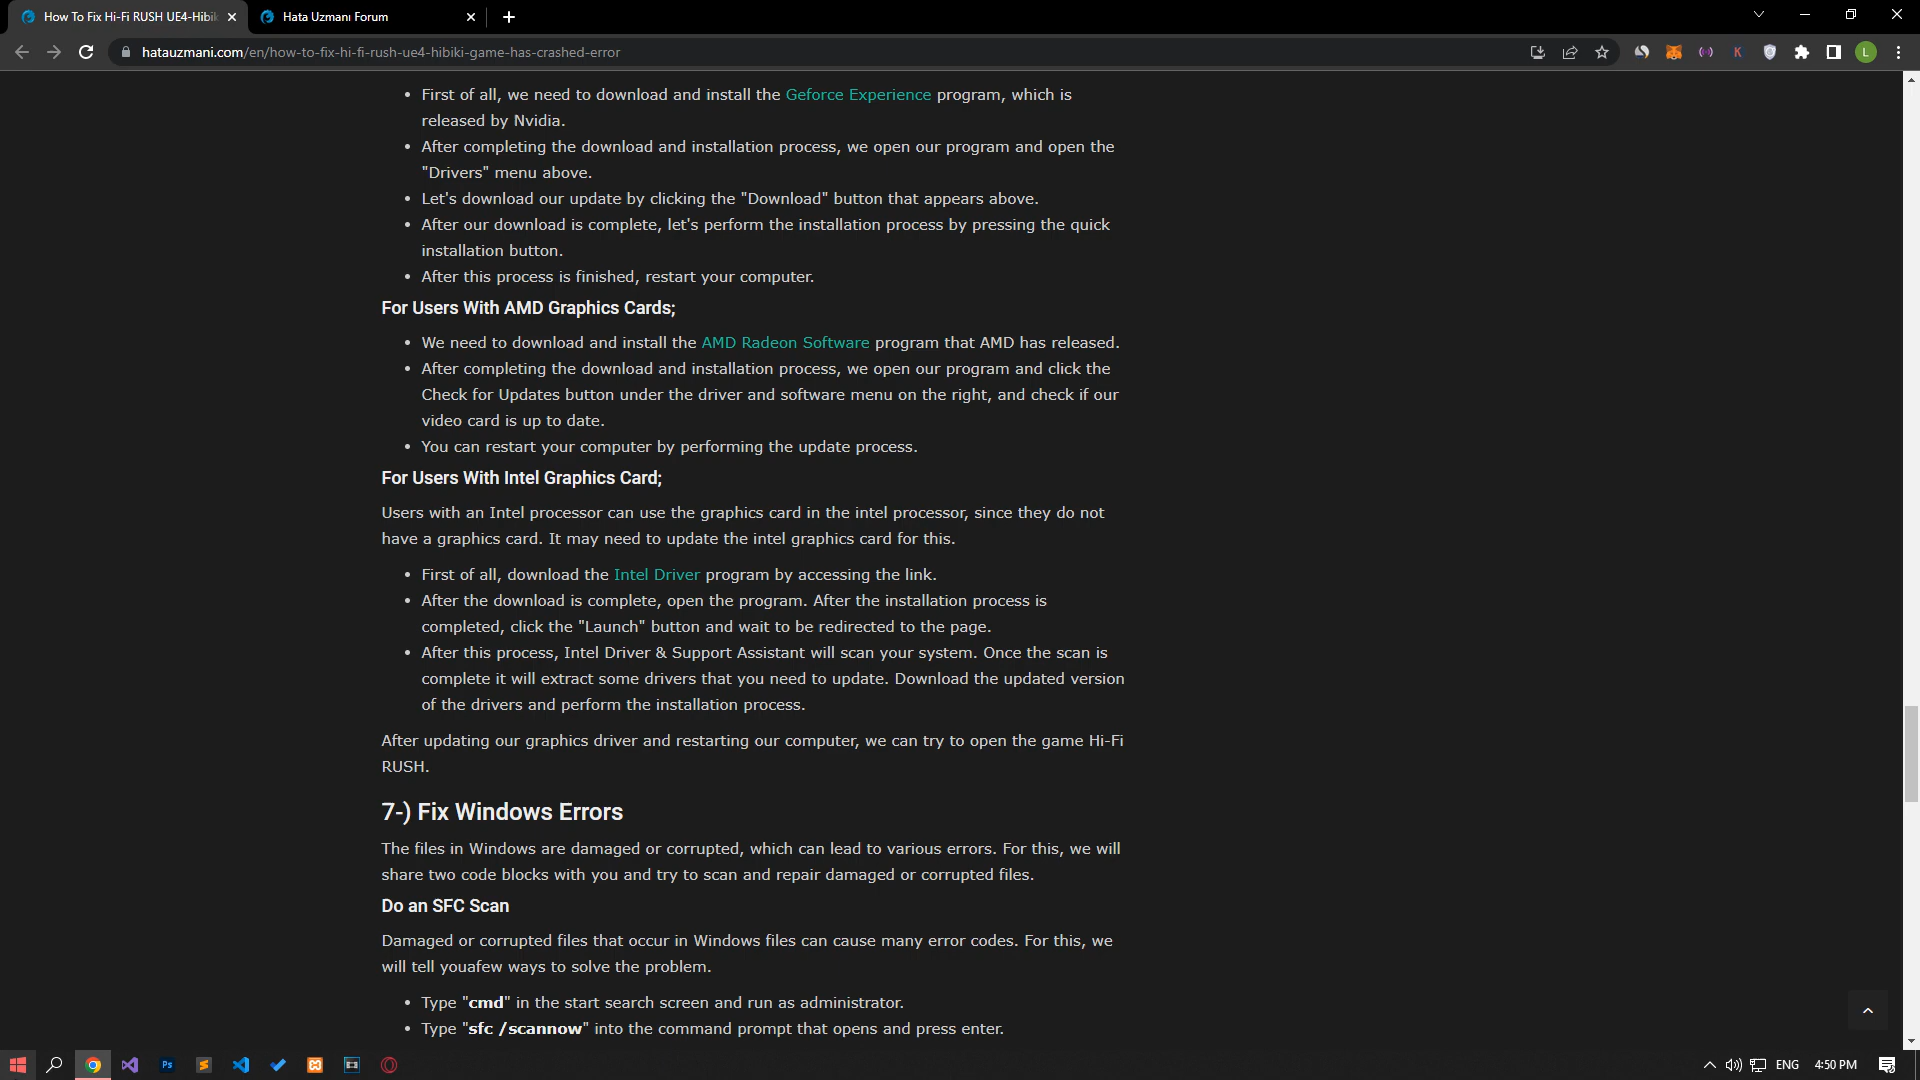 How To Fix Hi-Fi RUSH UE4-Hibik
Hata Uzmanı Forum
hatauzmani.com/en/how-to-fix-hi-fi-rush-ue4-hibiki-game-has-crashed-error
K
L
• First of all, we need to download and install the Geforce Experience program, which is
released by Nvidia.
• After completing the download and installation process, we open our program and open the
"Drivers" menu above.
• Let's download our update by clicking the "Download" button that appears above.
• After our download is complete, let's perform the installation process by pressing the quick
installation button.
• After this process is finished, restart your computer.
For Users With AMD Graphics Cards;
• We need to download and install the AMD Radeon Software program that AMD has released.
• After completing the download and installation process, we open our program and click the
Check for Updates button under the driver and software menu on the right, and check if our
video card is up to date.
• You can restart your computer by performing the update process.
For Users With Intel Graphics Card;
Users with an Intel processor can use the graphics card in the intel processor, since they do not
have a graphics card. It may need to update the intel graphics card for this.
• First of all, download the Intel Driver program by accessing the link.
• After the download is complete, open the program. After the installation process is
completed, click the "Launch" button and wait to be redirected to the page.
• After this process, Intel Driver & Support Assistant will scan your system. Once the scan is
complete it will extract some drivers that you need to update. Download the updated version
of the drivers and perform the installation process.
After updating our graphics driver and restarting our computer, we can try to open the game Hi-Fi
RUSH.
7-) Fix Windows Errors
The files in Windows are damaged or corrupted, which can lead to various errors. For this, we will
share two code blocks with you and try to scan and repair damaged or corrupted files.
Do an SFC Scan
Damaged or corrupted files that occur in Windows files can cause many error codes. For this, we
will tell youafew ways to solve the problem.
• Type "cmd" in the start search screen and run as administrator.
• Type "sfc /scannow" into the command prompt that opens and press enter.
Ps
ENG
4:50 PM